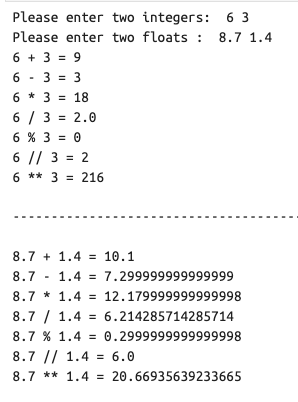 Please enter two integers:  6 3
Please enter two floats :  8.7 1.4
6 + 3 = 9
6 - 3 = 3
6 * 3 = 18
6 / 3 = 2.0
6 % 3 = 0
6 // 3 = 2
6 ** 3 = 216
--------------------------------------
8.7 + 1.4 = 10.1
8.7 - 1.4 = 7.299999999999999
8.7 * 1.4 = 12.179999999999998
8.7 / 1.4 = 6.214285714285714
8.7 % 1.4 = 0.2999999999999998
8.7 // 1.4 = 6.0
8.7 ** 1.4 = 20.66935639233665